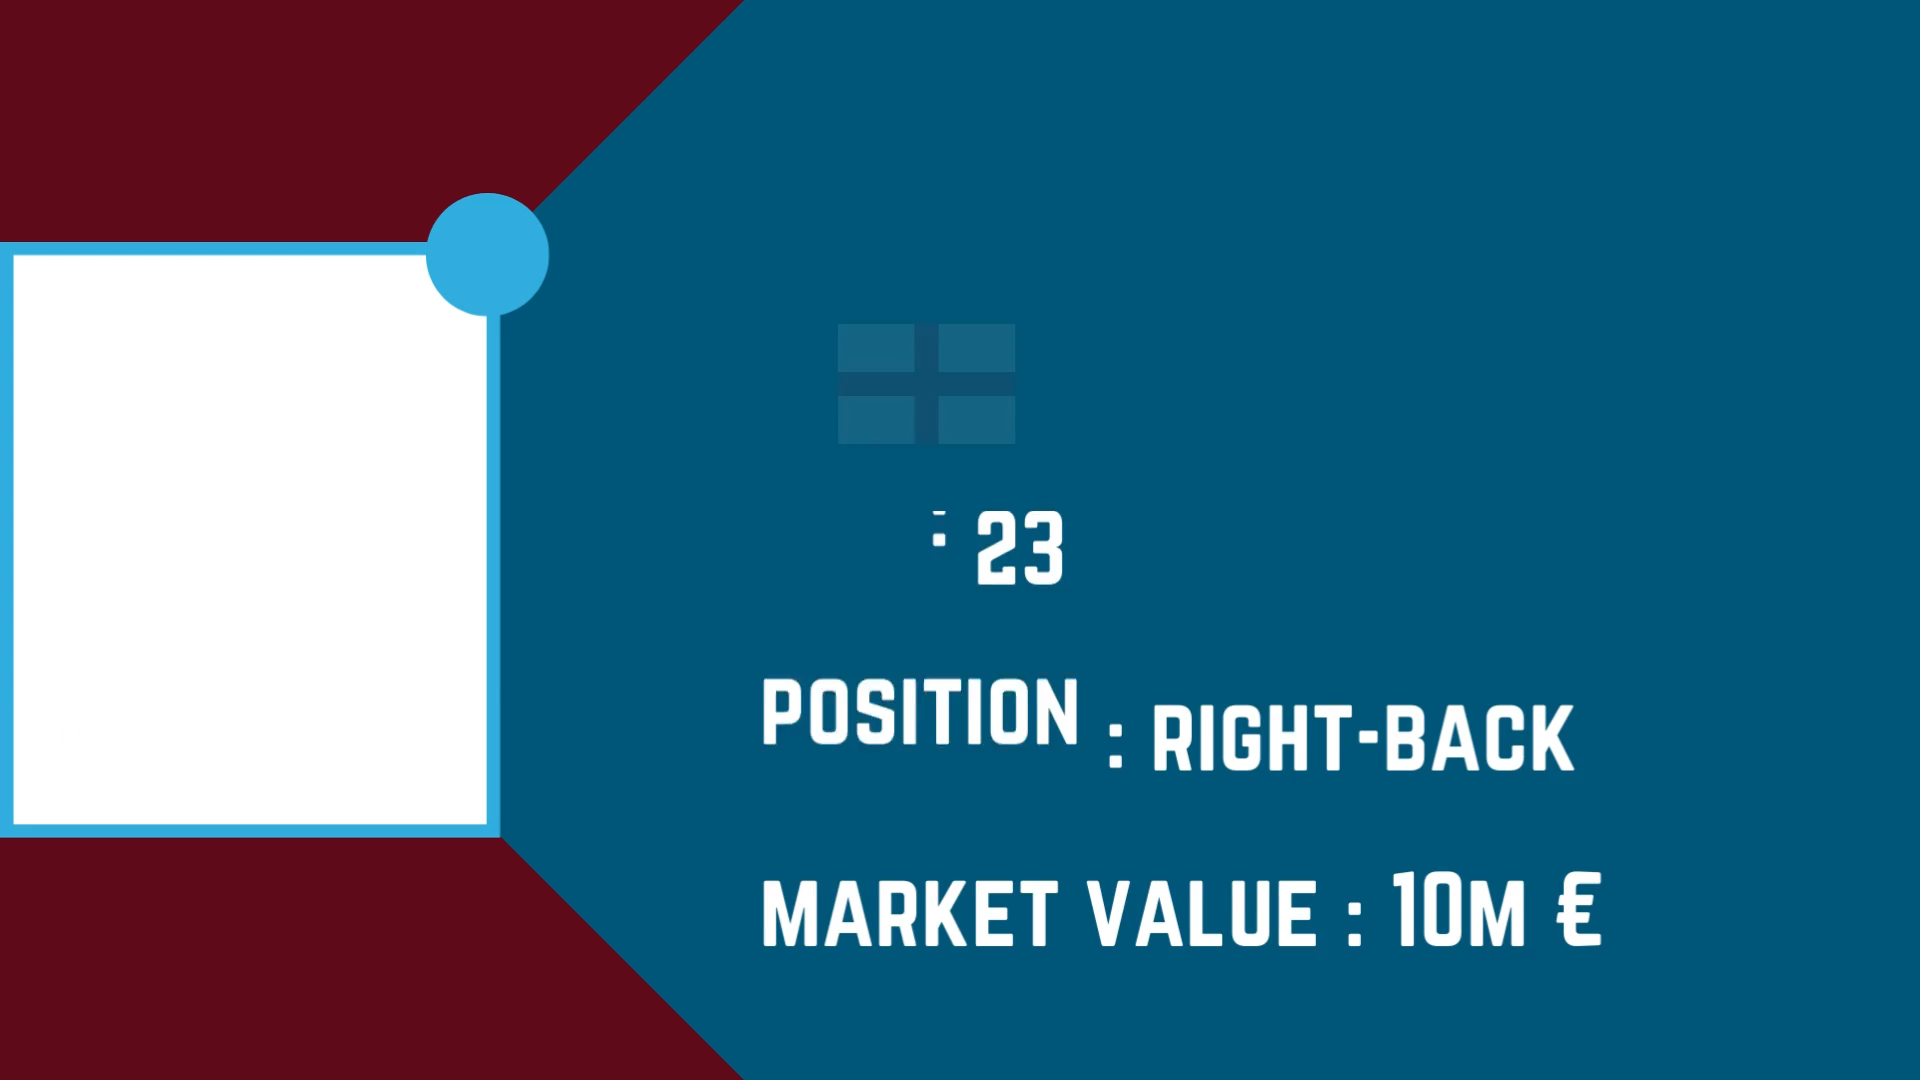 : 23
POSITION : RIGHT-BACK
MARKET VALUE : 10M €